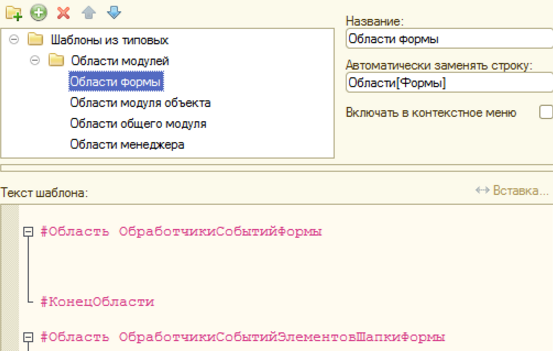 Шаблоны из типовых
Области модулей
Области формы
Области модуля объекта
Области общего модуля
Области менеджера
Название:
Области формы
Автоматически заменять строку:
Области[Формы]
Включать в контекстное меню
Текст шаблона:
Вставка...
#Область ОбработчикиСобытийФормы
#КонецОбласти
#Область ОбработчикиСобытийЭлементовШапкиФормы